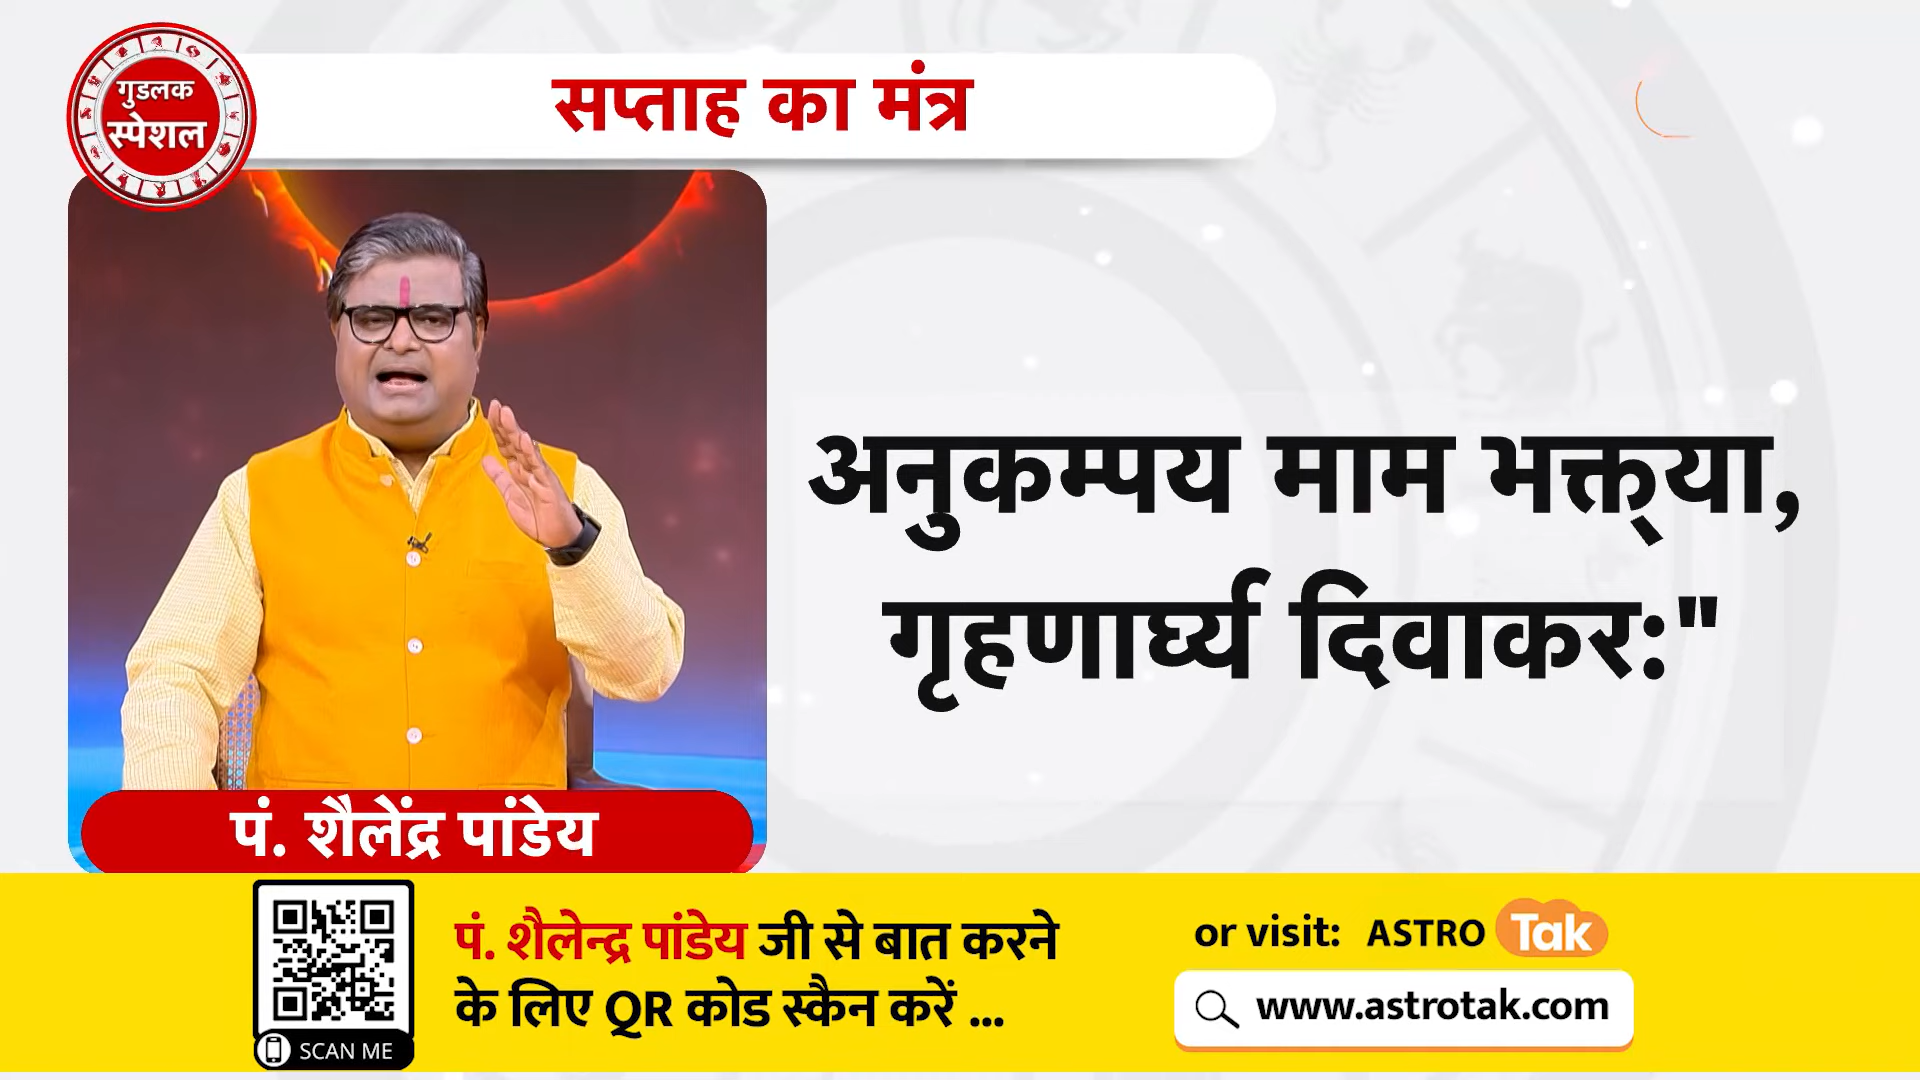 गुडलक
स्पेशल
सप्ताह का मंत्र
अनुकम्पय माम भक्त्या,
गृहणार्घ्य दिवाकर:"
पं. शैलेंद्र पांडेय
पं. शैलेन्द्र पांडेय जी से बात करने
के लिए QR कोड स्कैन करें ...
SCAN ME
or visit: ASTRO Tak
www.astrotak.com